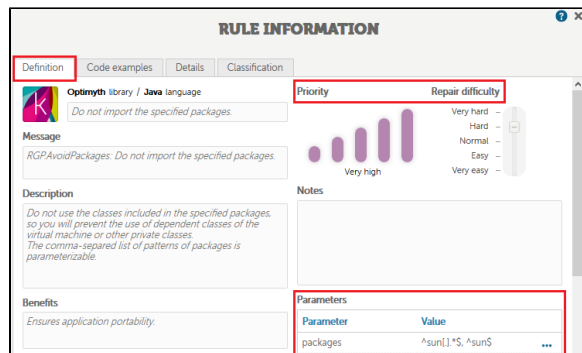 RULE INFORMATION
? ×
Definition
Code examples
Details
Classification
k
Optimyth library / Java language
Do not import the specified packages.
Message
RGP.AvoidPackages: Do not import the specified packages.
Description
Do not use the classes included in the specified packages,
so you will prevent the use of dependent classes of the
virtual machine or other private classes.
The comma-separed list of patterns of packages is
parameterizable.
Benefits
Ensures application portability.
Priority
Very high
Repair difficulty
Very hard –
Hard –
Normal –
Easy –
Very easy –
Notes
Parameters
Parameter Value
packages ^sun[.].*$, ^sun$ ...